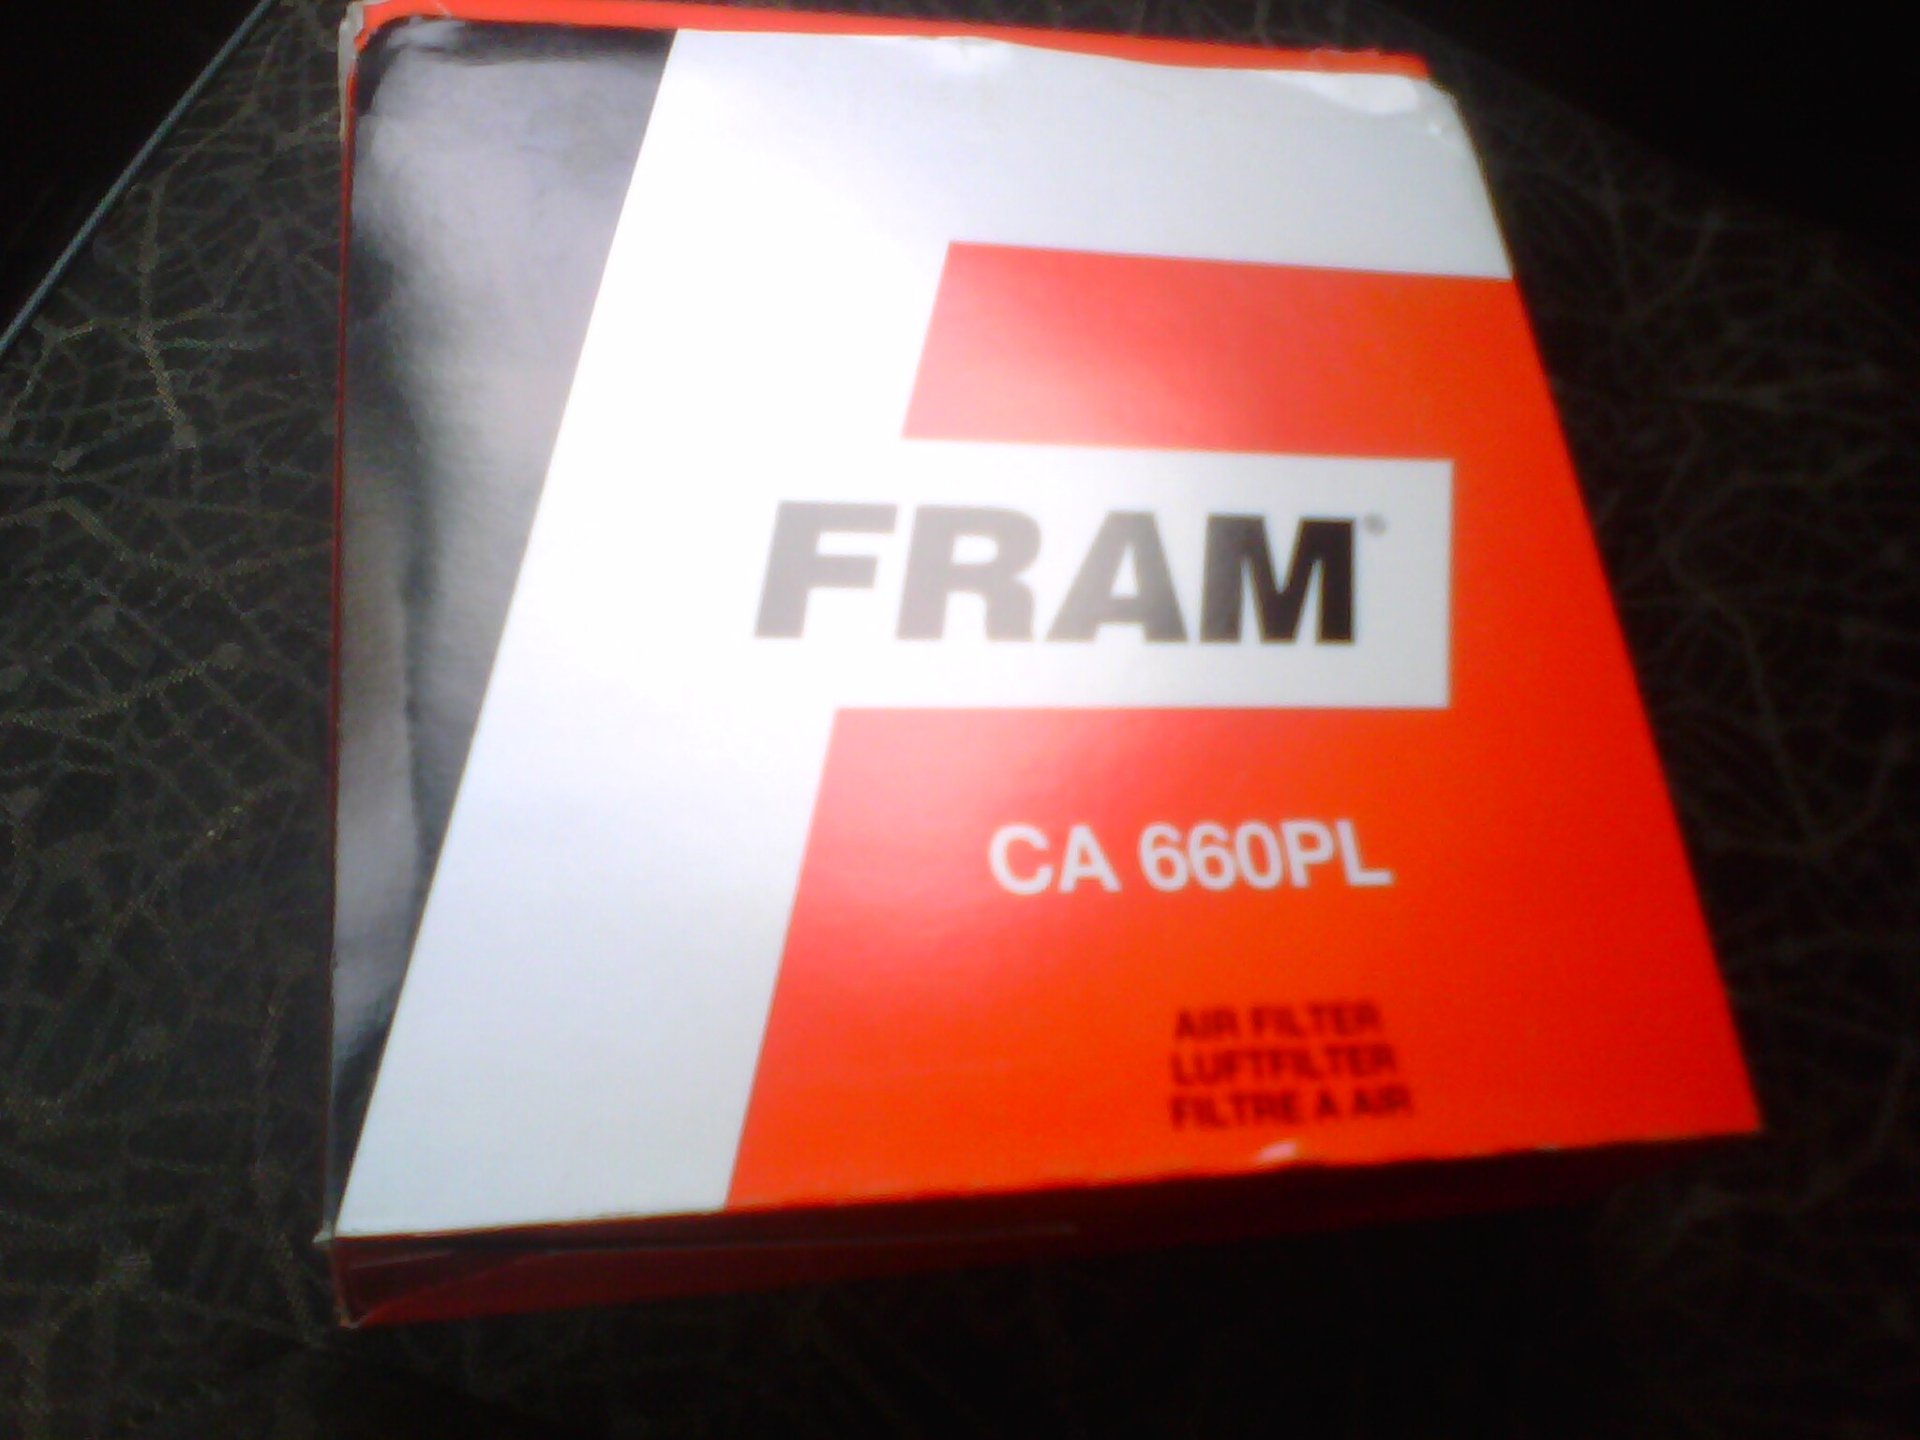 FRAM®
CA 660PL
AIR FILTER
LUFTFILTER
FILTRE A AIR